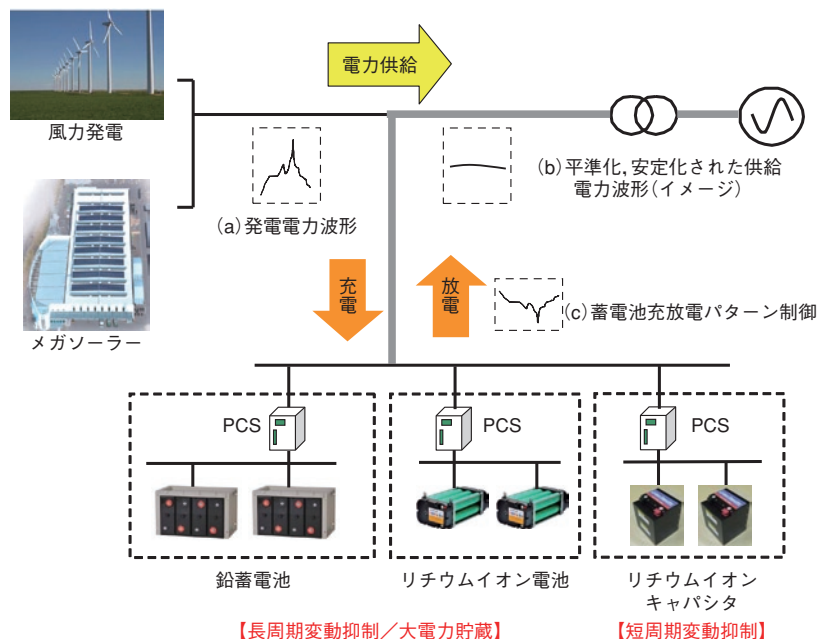 電力供給
風力発電
(a)発電電力波形
(b)平準化,安定化された供給
電力波形(イメージ)
メガソーラー
充電
放電
(c)蓄電池充放電パターン制御
PCS
PCS
PCS
鉛蓄電池
リチウムイオン電池
リチウムイオン
キャパシタ
【長周期変動抑制／大電力貯蔵】
【短周期変動抑制】